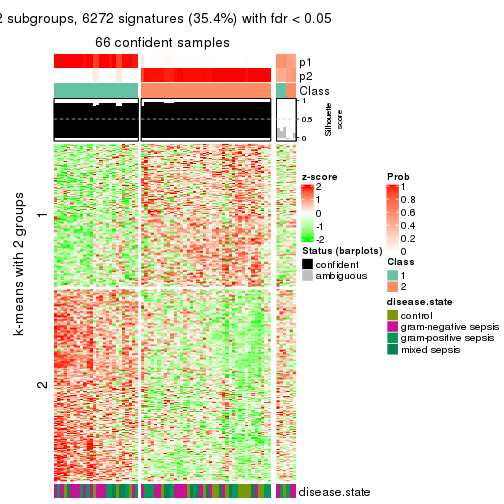 2 subgroups, 6272 signatures (35.4%) with fdr < 0.05
66 confident samples
p1
p2
Class
1
0.5
0
Silhouette
score
k-means with 2 groups
1
2
z-score
2
1
0
-1
-2
Status (barplots)
confident
ambiguous
Prob
1
0.8
0.6
0.4
0.2
0
Class
1
2
disease.state
control
gram-negative sepsis
gram-positive sepsis
mixed sepsis
disease.state